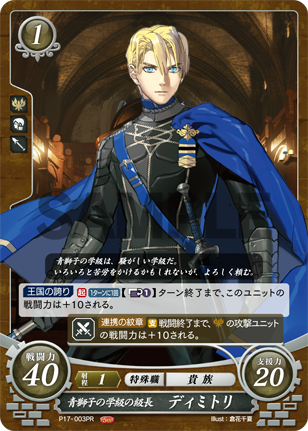 1
SAMPLE
青獅子の学級は、騒がしい学級だ。
いろいろと苦労をかけるかもしれないが、よろしく頼む。
王国の誇り 起 1ターンに1回 【1】ターン終了まで、このユニット
の戦闘力は+10される。
連携の紋章 支 戦闘終了まで、の攻撃ユニット
の戦闘力は+10される。
戦闘力 40
射程 1 特殊職 貴族
支援力 20
青獅子の学級の級長 ディミトリ
P17-003PR Illust：倉花千夏